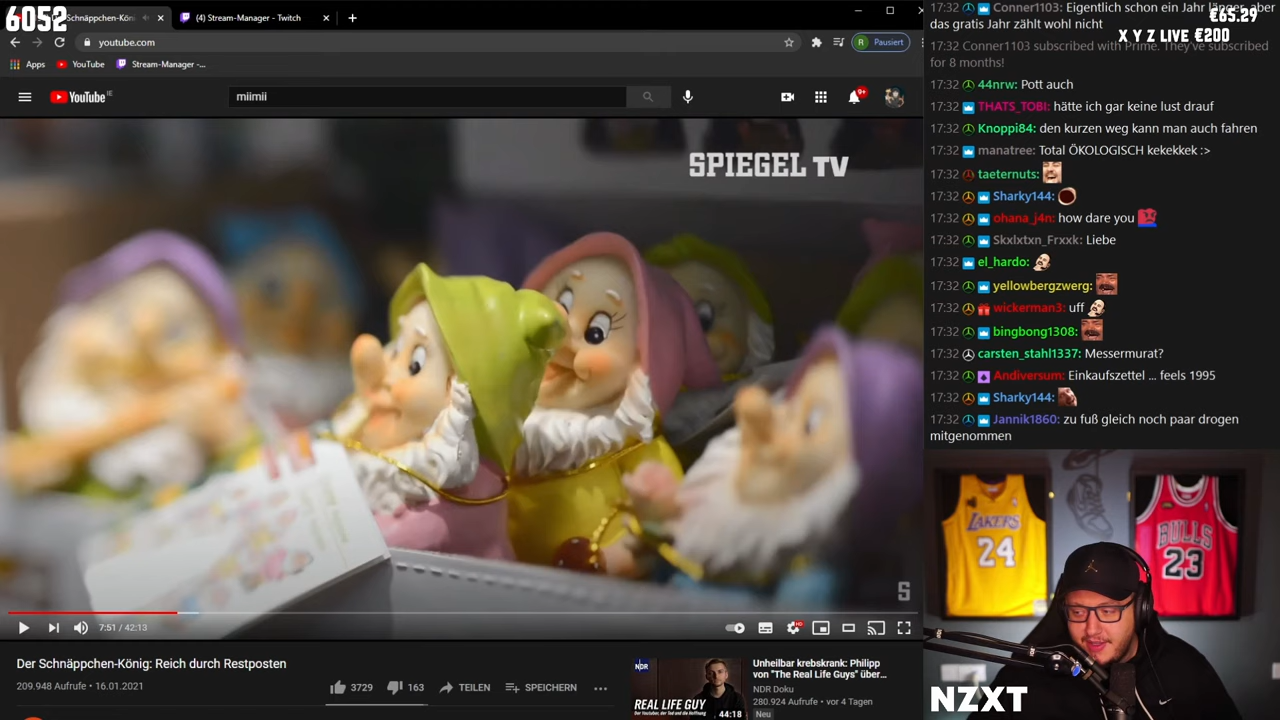 6052
Schnäppchen-Köni
(4) Stream-Manager - Twitch
youtube.com
Pausiert
Apps
YouTube
Stream-Manager -...
YouTube IE
miimii
9+
SPIEGEL TV
S
7:51 / 42:13
HD
Der Schnäppchen-König: Reich durch Restposten
209.948 Aufrufe • 16.01.2021
3729
163
TEILEN
SPEICHERN
NDR
REAL LIFE GUY
44:18
Unheilbar krebskrank: Philipp
von "The Real Life Guys" über...
NDR Doku
280.924 Aufrufe • vor 4 Tagen
Neu
Conner1103: Eigentlich schon ein Jahr länger, aber
das gratis Jahr zählt wohl nicht
€65.29
X Y Z LIVE €200
17:32 Conner1103 subscribed with Prime. They've subscribed
for 8 months!
17:32 44nrw: Pott auch
17:32 THATS_TOBI: hätte ich gar keine lust drauf
17:32 Knoppi84: den kurzen weg kann man auch fahren
17:32 manatree: Total ÖKOLOGISCH kekekkek :>
17:32 taeternuts:
17:32 Sharky144:
17:32 ohana_j4n: how dare you
17:32 Skxlxtxn_Frxxk: Liebe
17:32 el_hardo:
17:32 yellowbergzwerg:
17:32 wickerman3: uff
17:32 bingbong1308:
17:32 carsten_stahl1337: Messermurat?
17:32 Andiversum: Einkaufszettel ... feels 1995
17:32 Sharky144:
17:32 Jannik1860: zu fuß gleich noch paar drogen
mitgenommen
LAKERS
24
BULLS
23
NZXT